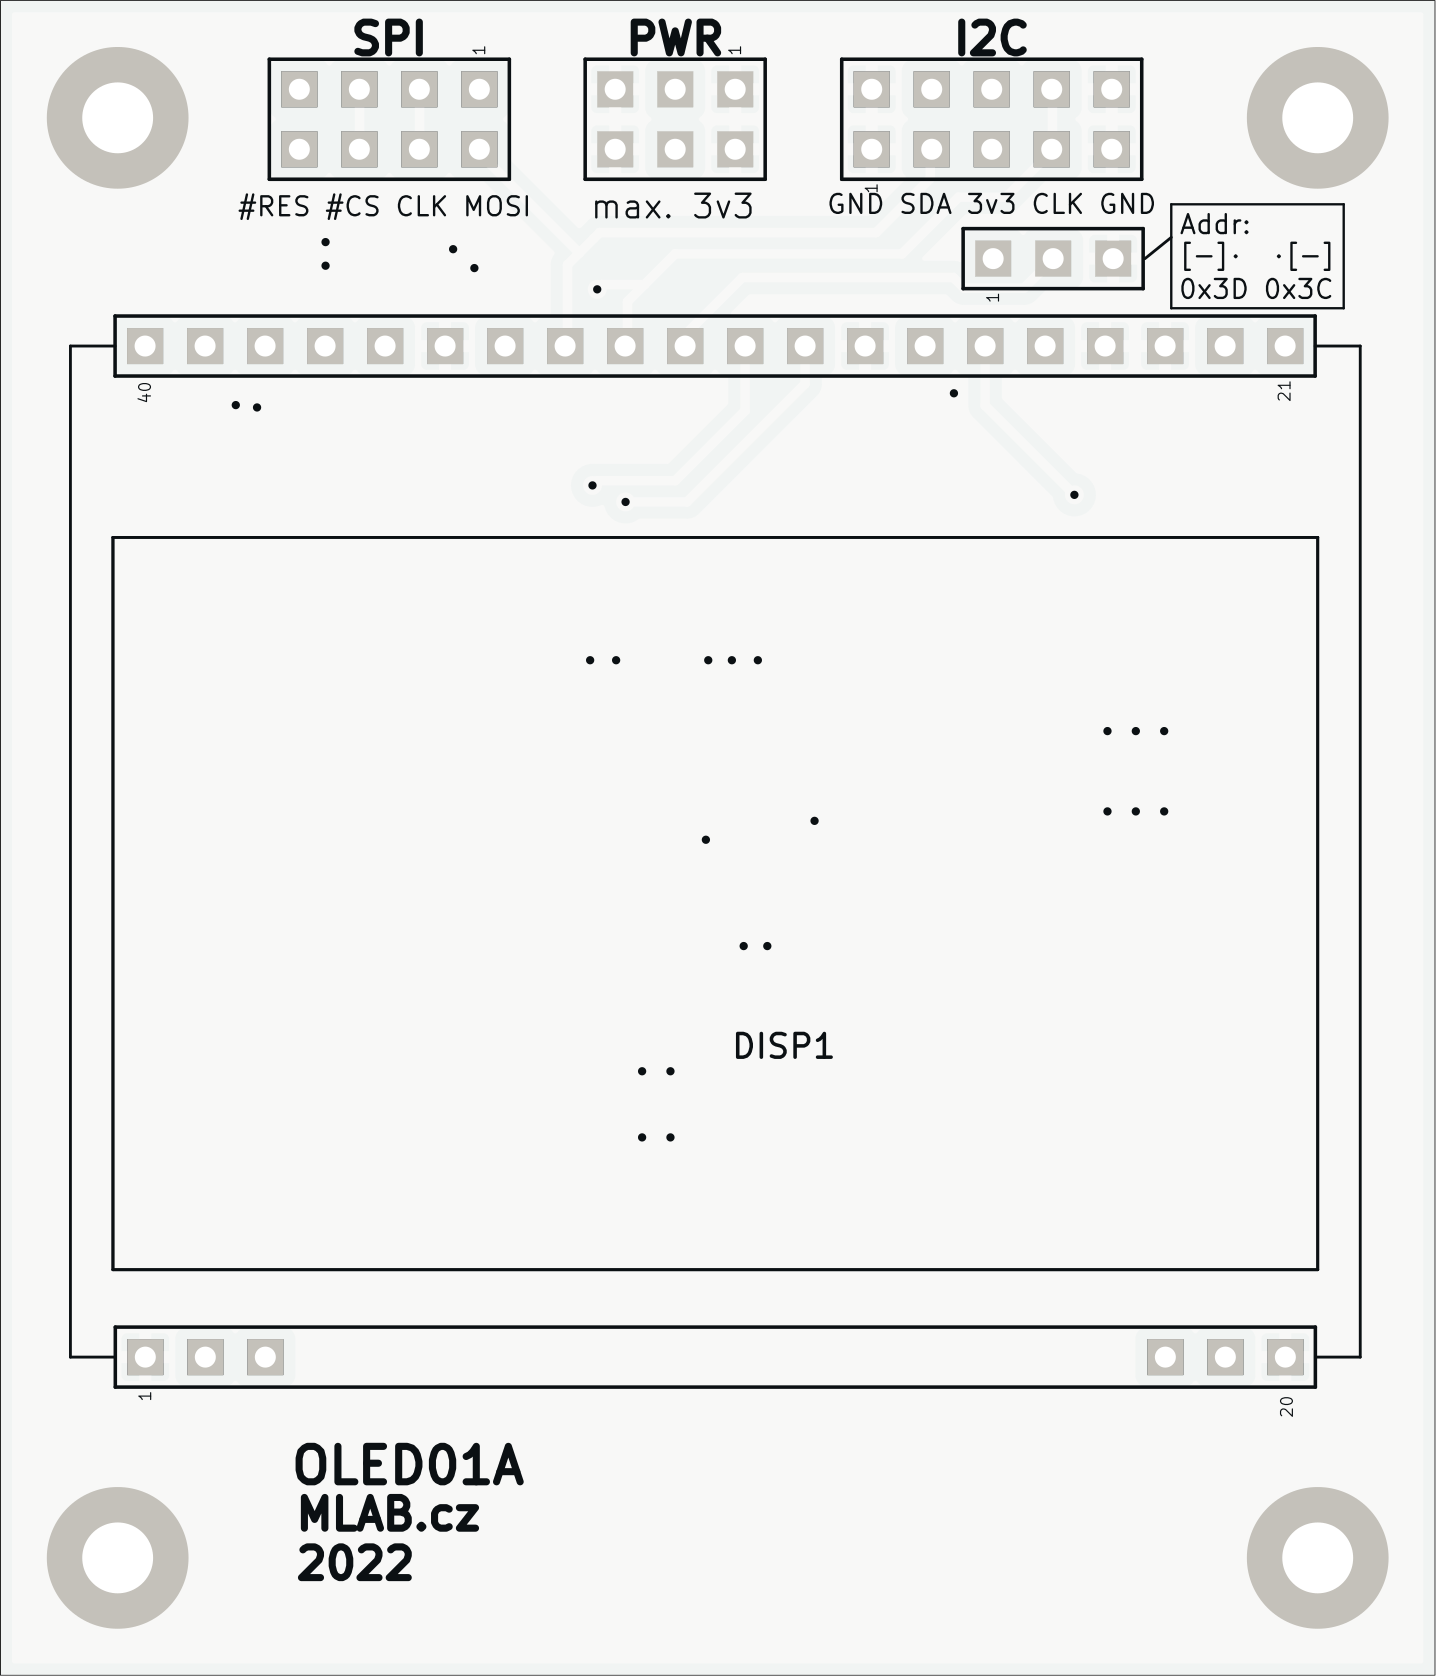 SPI PWR I2C
1 1
1
#RES #CS CLK MOSI max. 3v3 GND SDA 3v3 CLK GND
Addr:
[−]· ·[−]
0x3D 0x3C
1
40 21
DISP1
1 20
OLED01A
MLAB.cz
2022